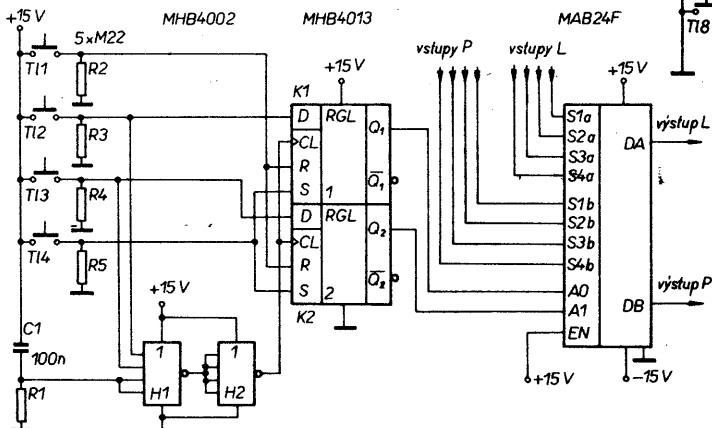 +15 V
MHB4002
MHB4013
MAB24F
Tl8
5×M22
Tl1
R2
Tl2
R3
Tl3
R4
Tl4
R5
C1
100n
R1
+15 V
1
H1
1
H2
K1
+15 V
D
RGL
Q1
CL
R
S
1
Q̅1
D
RGL
Q2
CL
R
S
2
Q̅2
K2
vstupy P
vstupy L
+15 V
S1a
S2a
S3a
S4a
S1b
S2b
S3b
S4b
A0
A1
EN
DA
DB
výstup L
výstup P
+15 V
-15 V